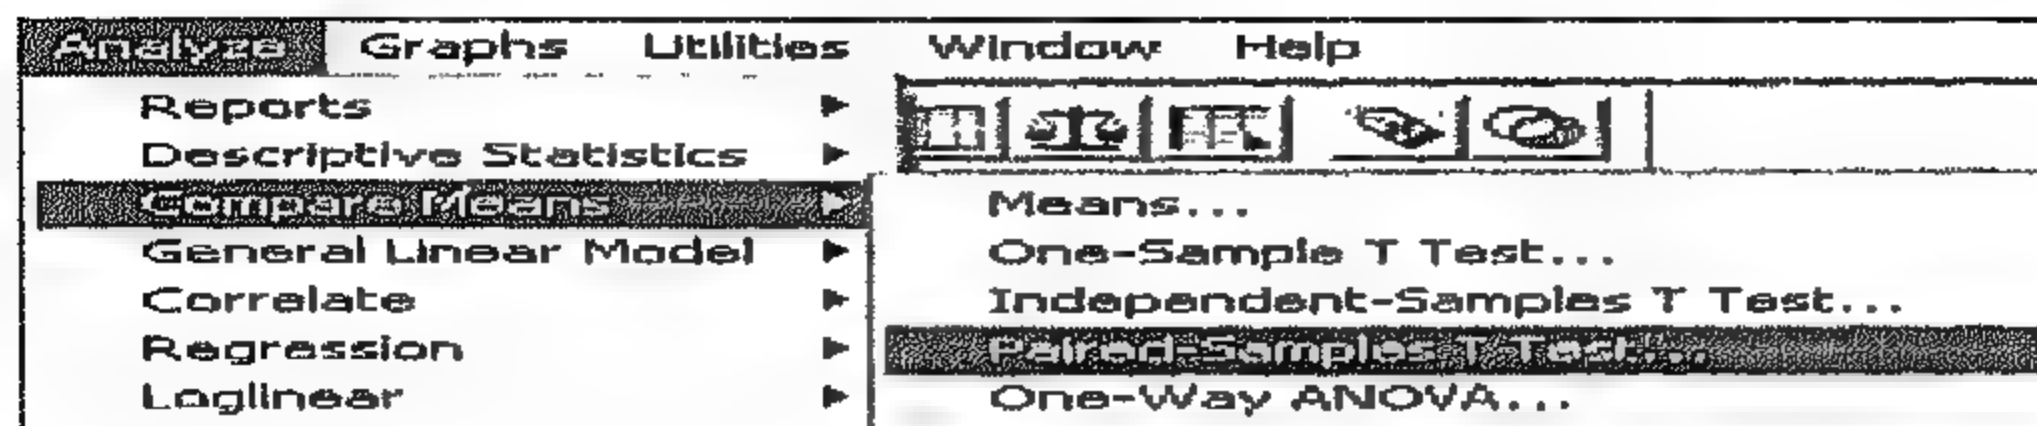 Analyze Graphs Utilities Window Help
Reports
Descriptive Statistics
Compare Means
General Linear Model
Correlate
Regression
Loglinear
Means...
One-Sample T Test...
Independent-Samples T Test...
Paired-Samples T Test...
One-Way ANOVA...